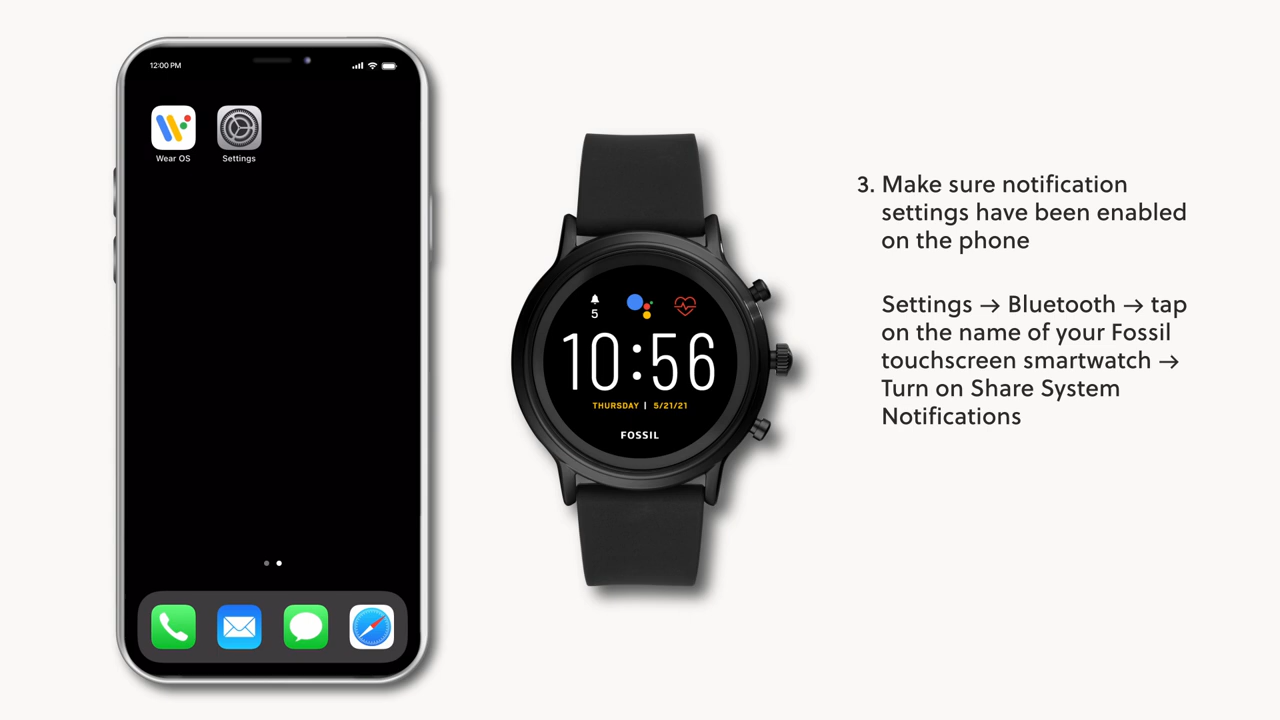 12:00 PM
Wear OS
Settings
5
10:56
THURSDAY | 5/21/21
FOSSIL
3. Make sure notification
settings have been enabled
on the phone
Settings → Bluetooth → tap
on the name of your Fossil
touchscreen smartwatch →
Turn on Share System
Notifications